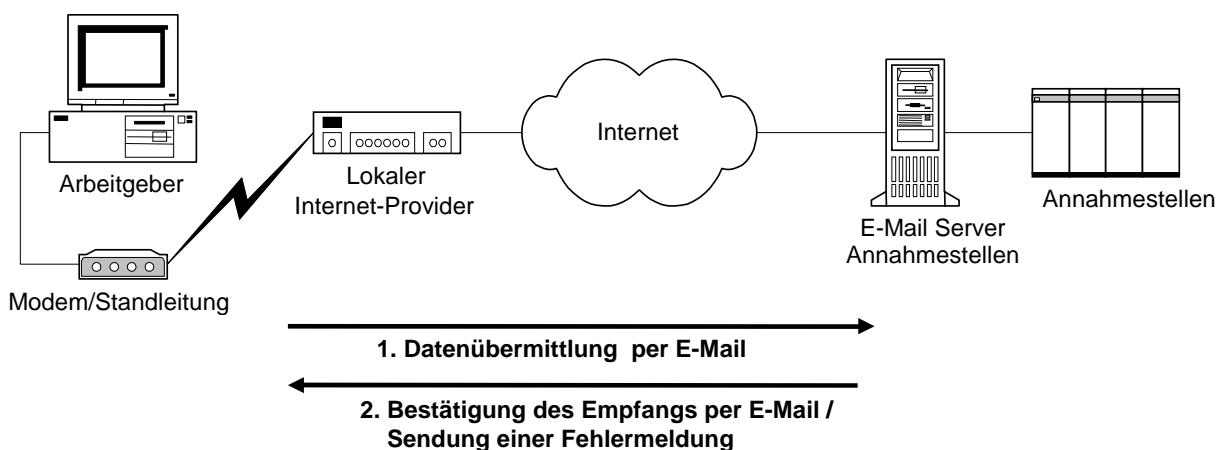 Arbeitgeber
Modem/Standleitung
Lokaler
Internet-Provider
Internet
E-Mail Server
Annahmestellen
Annahmestellen
1. Datenübermittlung per E-Mail
2. Bestätigung des Empfangs per E-Mail /
Sendung einer Fehlermeldung